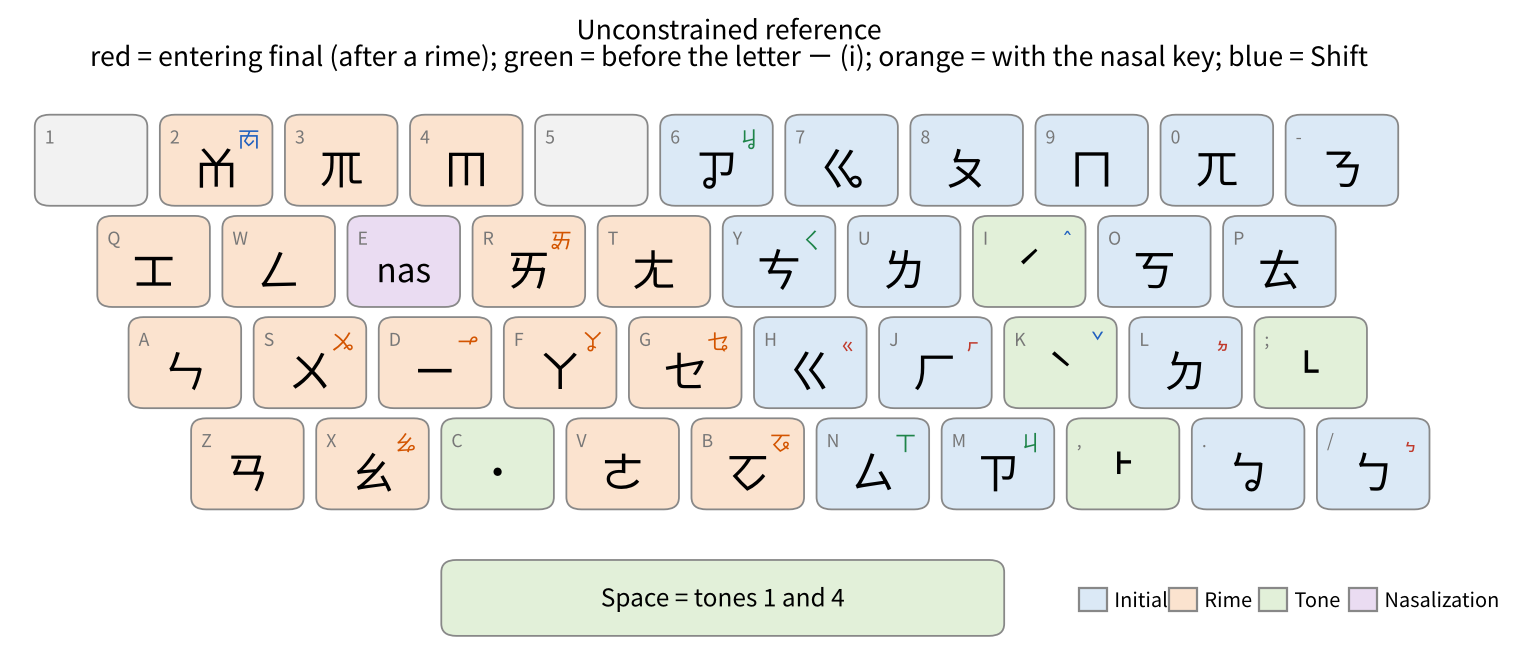 Unconstrained reference
red = entering final (after a rime); green = before the letter ㄧ (i); orange = with the nasal key; blue = Shift
1
2 ㆰ ㆱ
3 ㆭ
4 ㆬ
5
6 ㆡ ㆢ
7 ㆣ
8 ㄆ
9 ㄇ
0 ㄫ
- ㄋ
Q ㆨ
W ㄥ
E nas
R ㄞ ㆮ
T ㄤ
Y ㄘ ㄑ
U ㄌ
I ˊ ˆ
O ㄎ
P ㄊ
A ㄣ
S ㄨ ㆫ
D ㄧ ㆪ
F ㄚ ㆩ
G ㆤ ㆥ
H ㄍ ㆻ
J ㄏ ㆷ
K ˋ ˇ
L ㄉ ㆵ
; ˪
Z ㄢ
X ㄠ ㆯ
C ˙
V ㄜ
B ㆦ ㆧ
N ㄙ ㄒ
M ㄗ ㄐ
, ˫
. ㆠ
/ ㄅ ㆴ
Space = tones 1 and 4
Initial
Rime
Tone
Nasalization